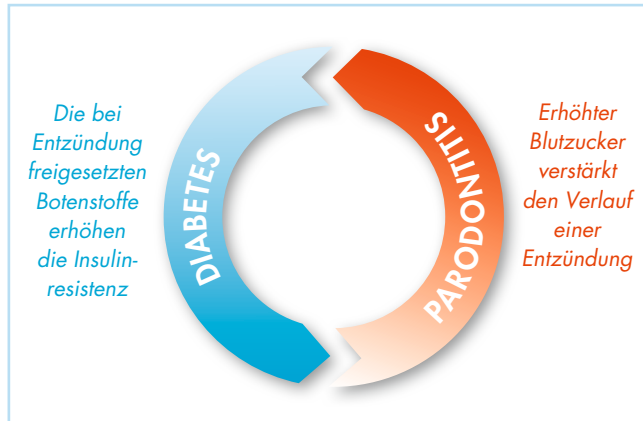 Die bei
Entzündung
freigesetzten
Botenstoffe
erhöhen
die Insulin-
resistenz
DIABETES
PARODONTITIS
Erhöhter
Blutzucker
verstärkt
den Verlauf
einer
Entzündung